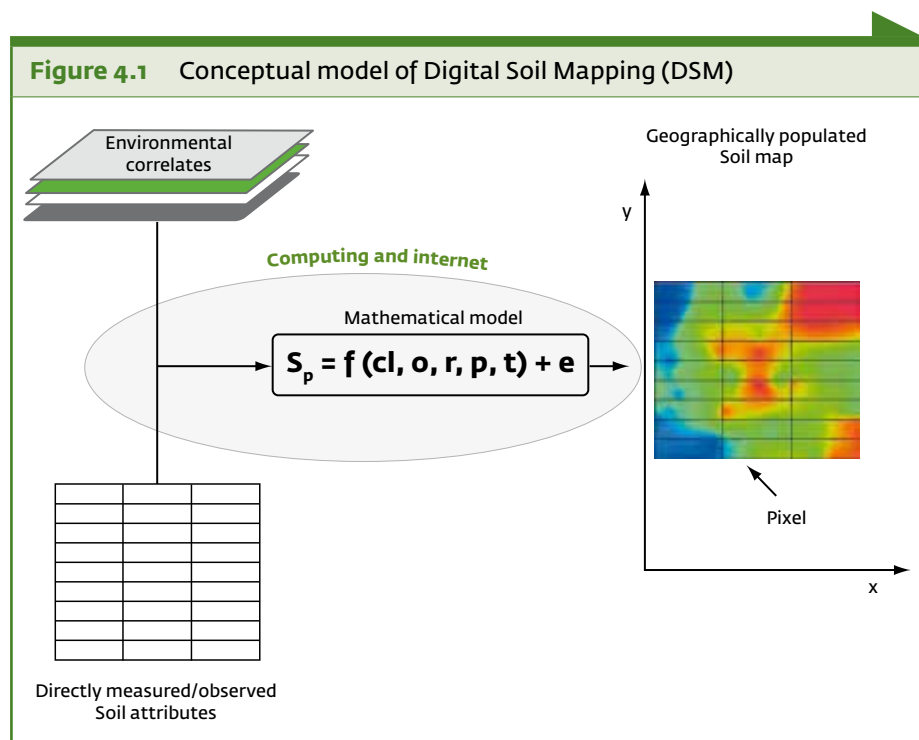 Figure 4.1 Conceptual model of Digital Soil Mapping (DSM)
Environmental
correlates
Geographically populated
Soil map
y
Computing and internet
Mathematical model
Sp = f (cl, o, r, p, t) + e
Pixel
x
Directly measured/observed
Soil attributes